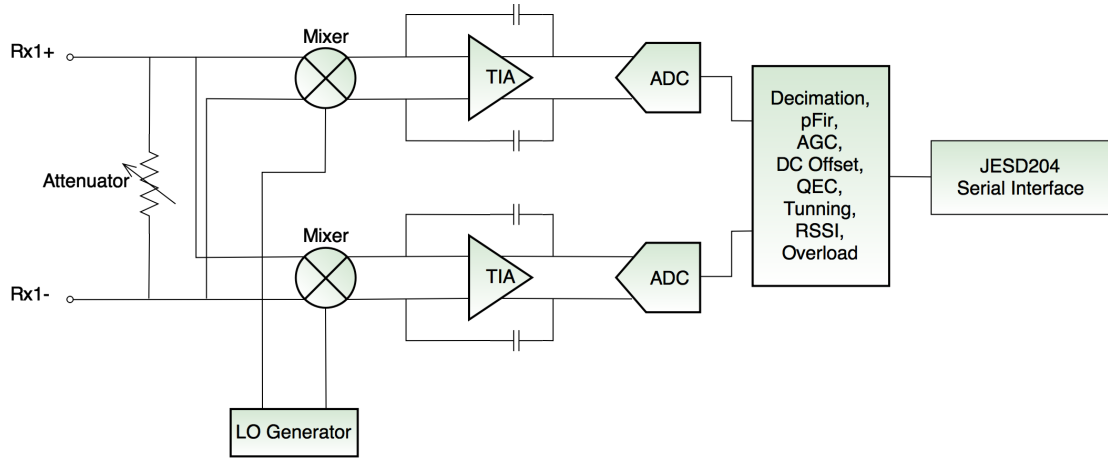 Rx1+
Mixer
TIA
ADC
Attenuator
Decimation,
pFir,
AGC,
DC Offset,
QEC,
Tunning,
RSSI,
Overload
JESD204
Serial Interface
Mixer
TIA
ADC
Rx1-
LO Generator